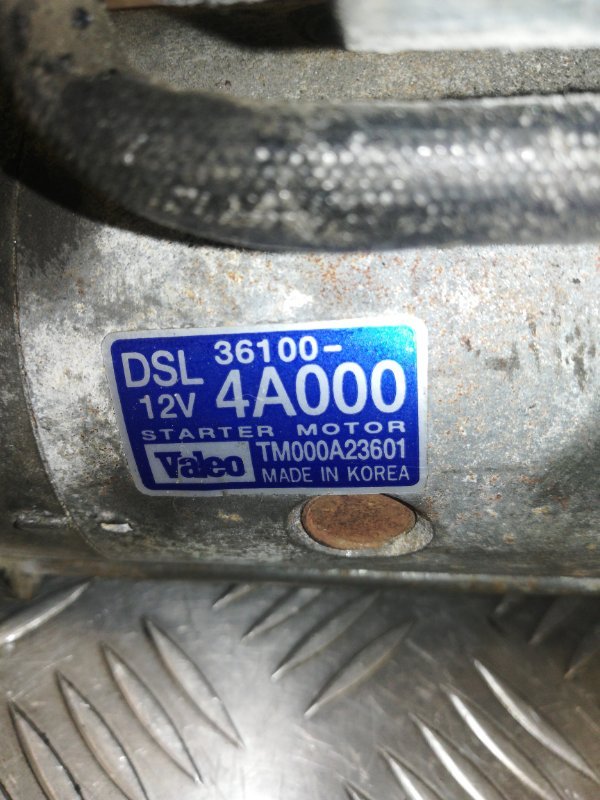 DSL 36100-
12V 4A000
STARTER MOTOR
Valeo TM000A23601
MADE IN KOREA